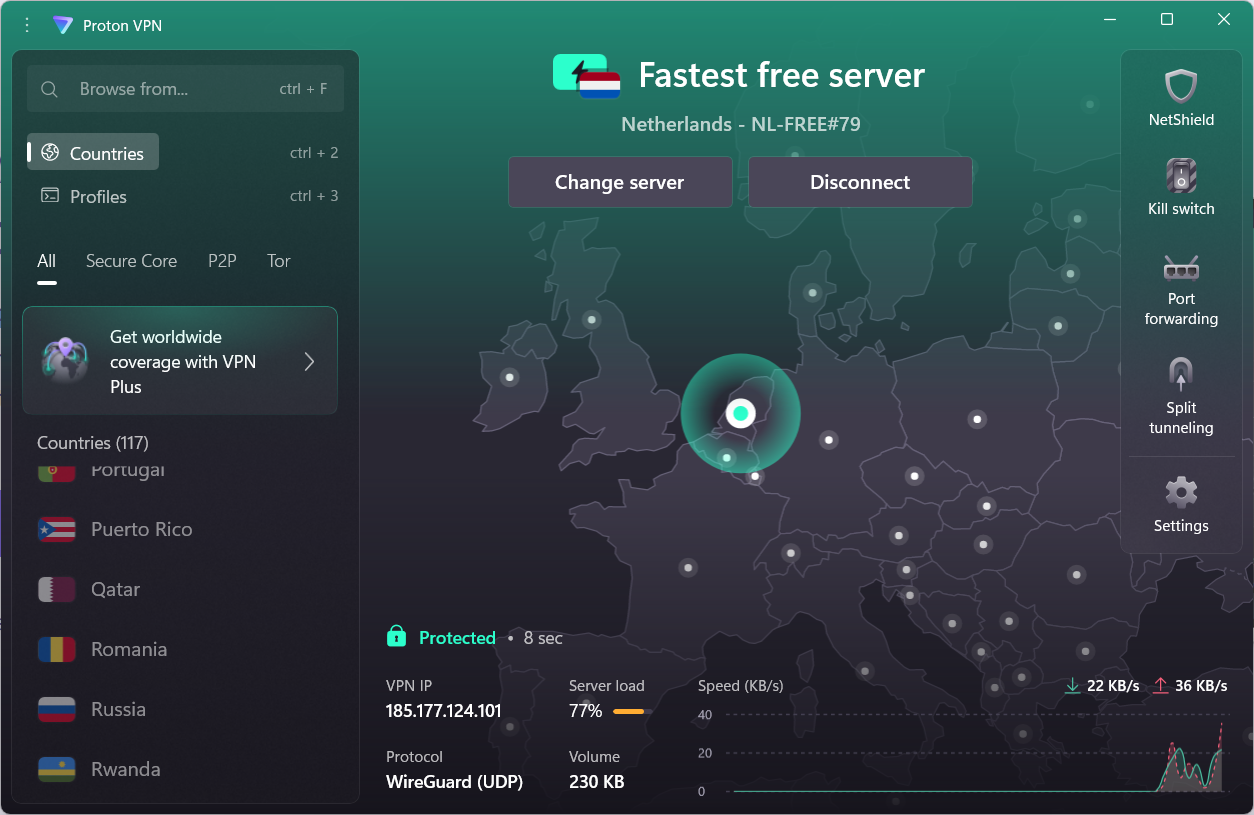 Proton VPN
Browse from...
ctrl + F
Countries
ctrl + 2
Profiles
ctrl + 3
All
Secure Core
P2P
Tor
Get worldwide
coverage with VPN
Plus
Countries (117)
Portugal
Puerto Rico
Qatar
Romania
Russia
Rwanda
Fastest free server
Netherlands - NL-FREE#79
Change server
Disconnect
Protected • 8 sec
VPN IP
185.177.124.101
Server load
77%
Protocol
WireGuard (UDP)
Volume
230 KB
Speed (KB/s)
22 KB/s
36 KB/s
40
20
0
NetShield
Kill switch
Port
forwarding
Split
tunneling
Settings